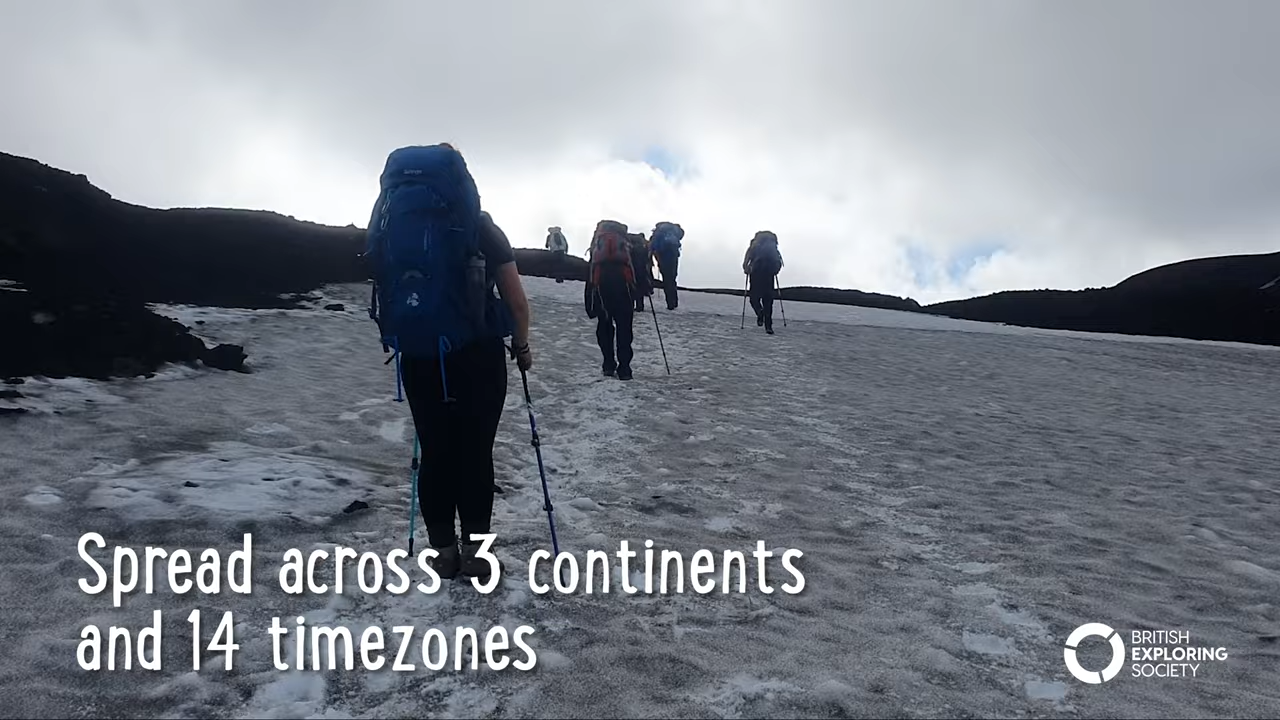 Spread across 3 continents
and 14 timezones
BRITISH
EXPLORING
SOCIETY